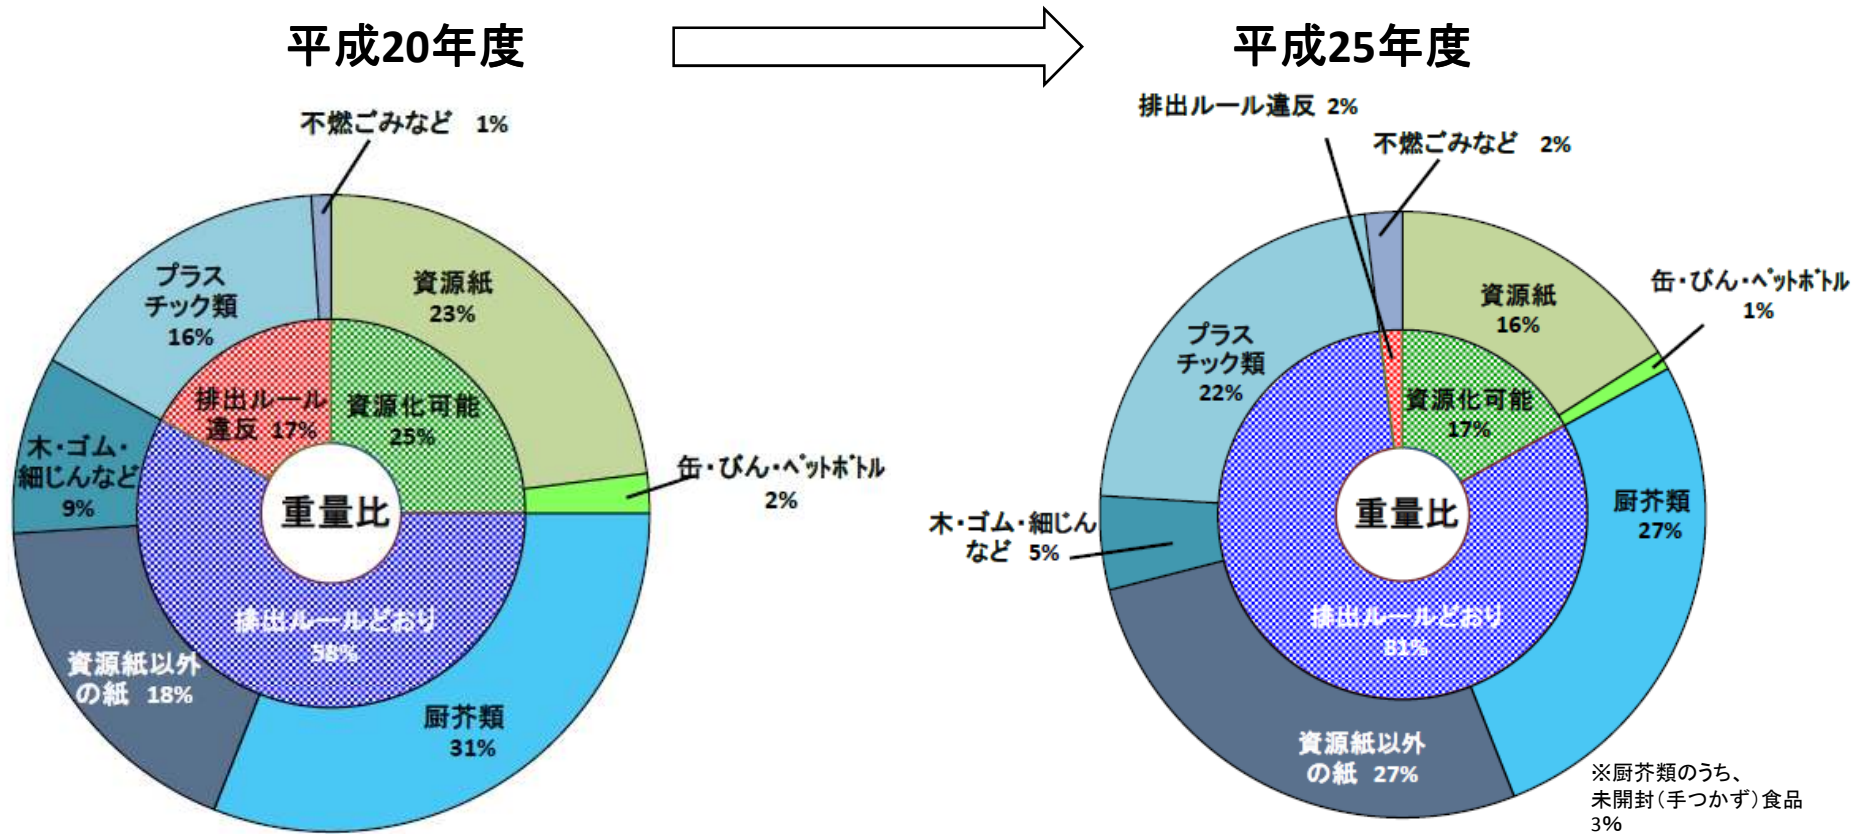 平成20年度
平成25年度
不燃ごみなど 1%
資源紙
23%
缶・びん・ペットボトル
2%
厨芥類
31%
資源紙以外
の紙 18%
木・ゴム・
細じんなど
9%
プラス
チック類
16%
排出ルール
違反 17%
資源化可能
25%
排出ルールどおり
58%
重量比
排出ルール違反 2%
不燃ごみなど 2%
資源紙
16%
缶・びん・ペットボトル
1%
厨芥類
27%
資源紙以外
の紙 27%
木・ゴム・細じん
など 5%
プラス
チック類
22%
資源化可能
17%
排出ルールどおり
81%
重量比
※厨芥類のうち、
未開封(手つかず)食品
3%